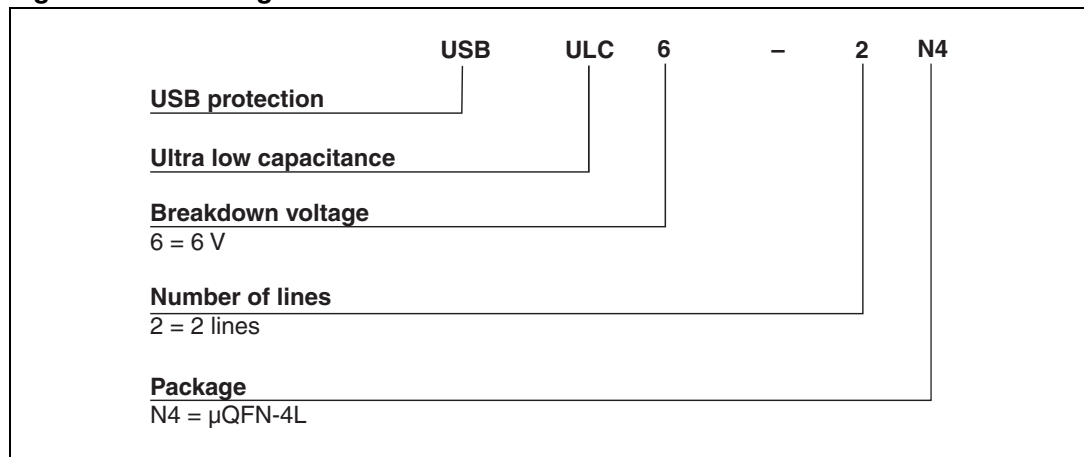 USB ULC 6 – 2 N4
USB protection
Ultra low capacitance
Breakdown voltage
6 = 6 V
Number of lines
2 = 2 lines
Package
N4 = µQFN-4L